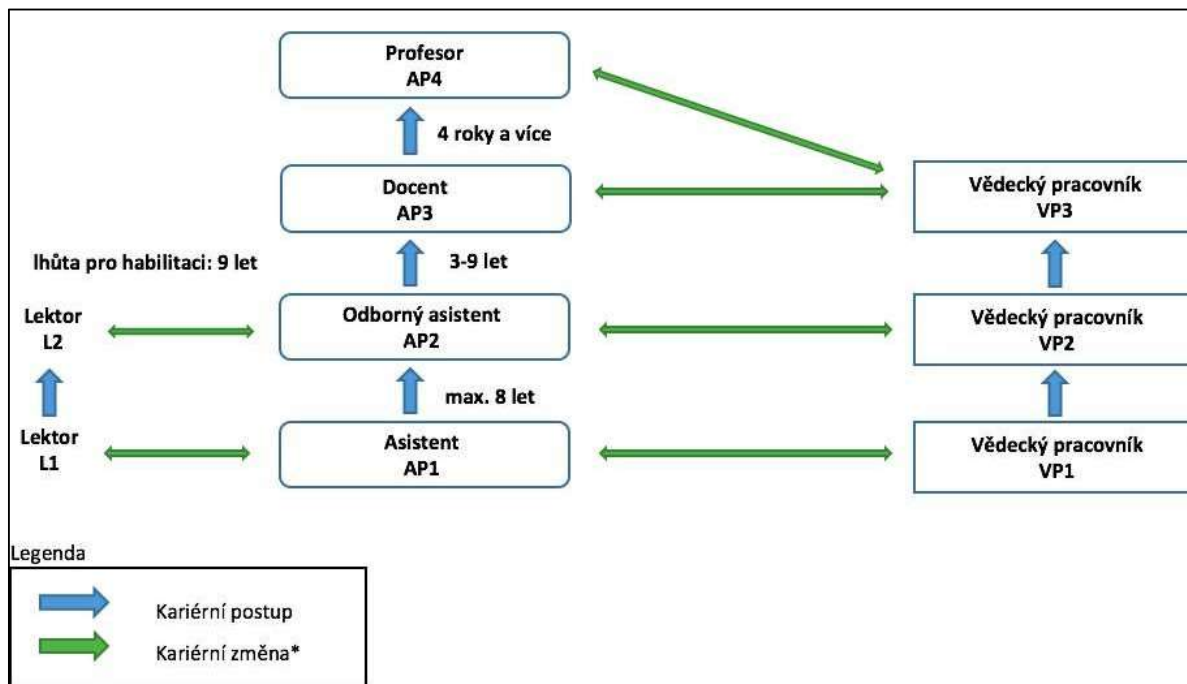 Profesor
AP4
4 roky a více
Docent
AP3
Vědecký pracovník
VP3
lhůta pro habilitaci: 9 let
3-9 let
Lektor
L2
Odborný asistent
AP2
Vědecký pracovník
VP2
max. 8 let
Lektor
L1
Asistent
AP1
Vědecký pracovník
VP1
Legenda
Kariérní postup
Kariérní změna*